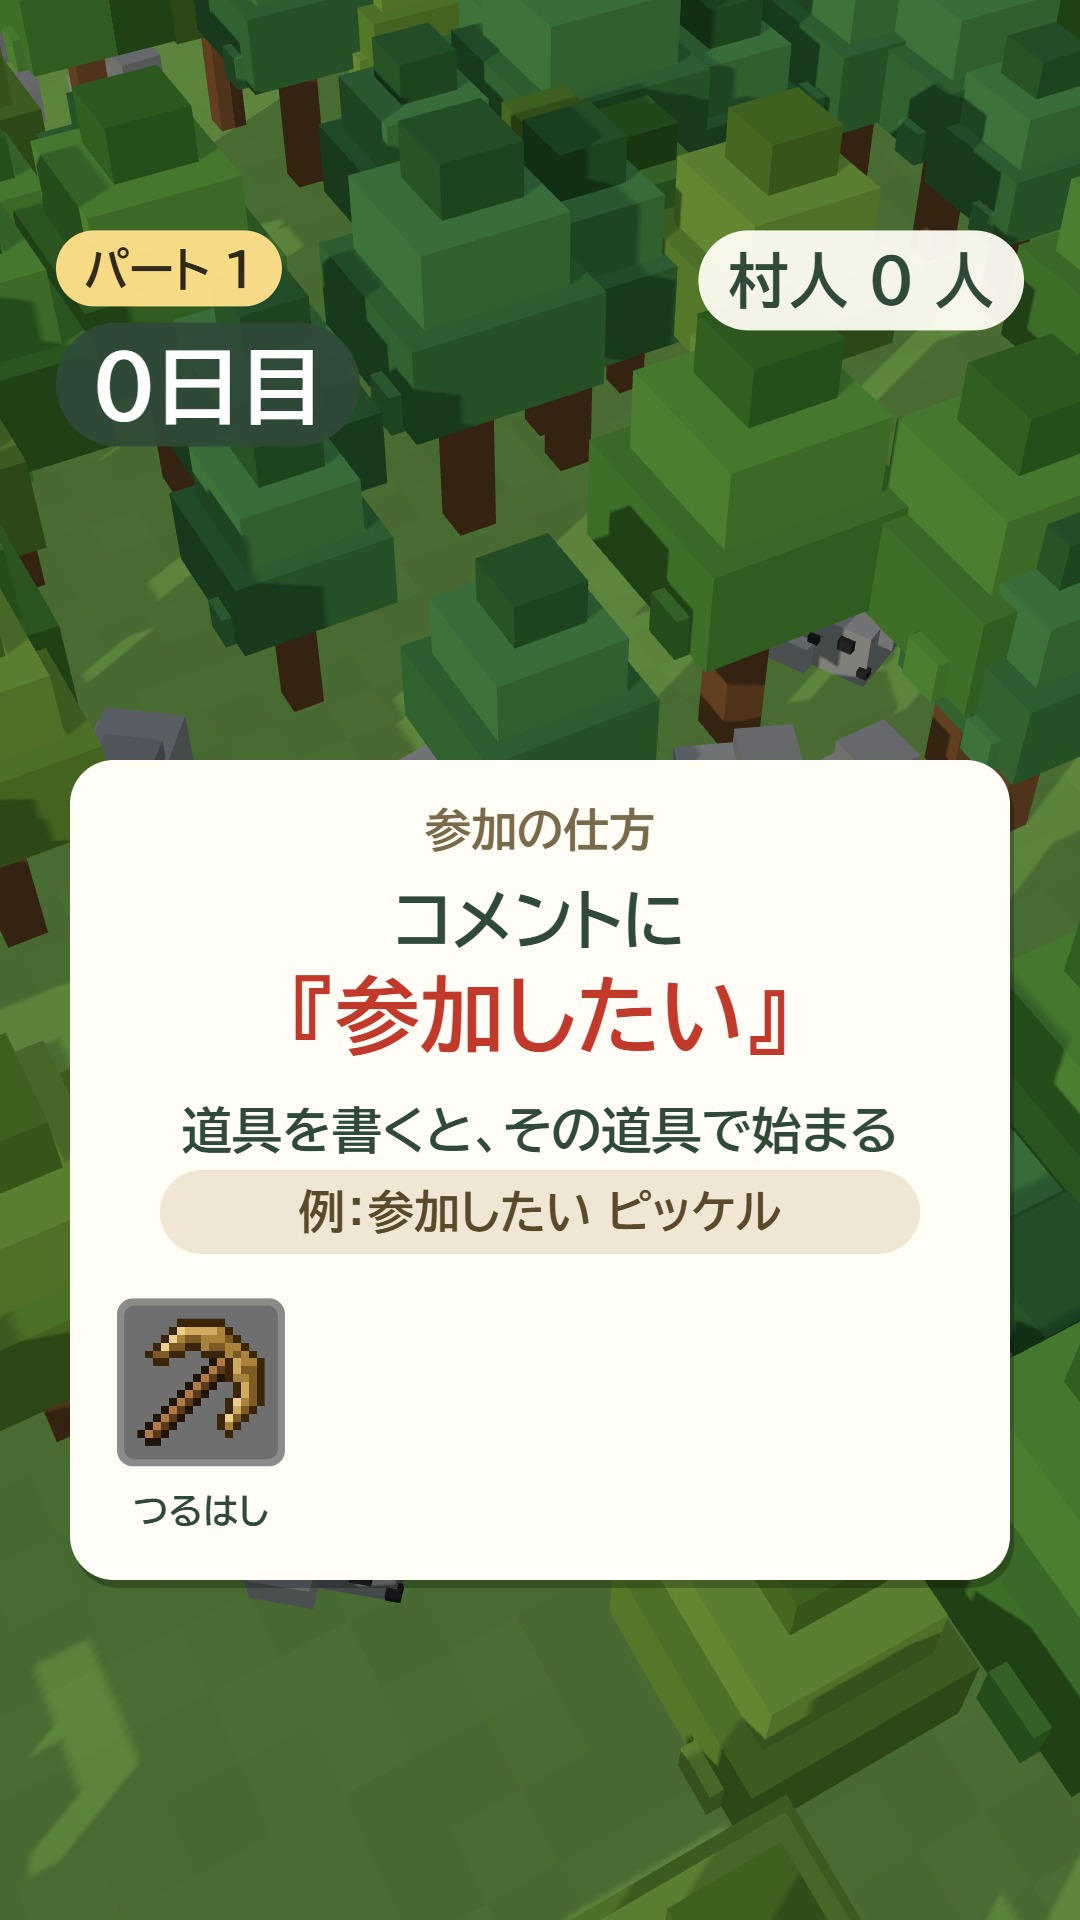 パート 1
0日目
村人 0 人
参加の仕方
コメントに
『参加したい』
道具を書くと、その道具で始まる
例：参加したい ピッケル
つるはし